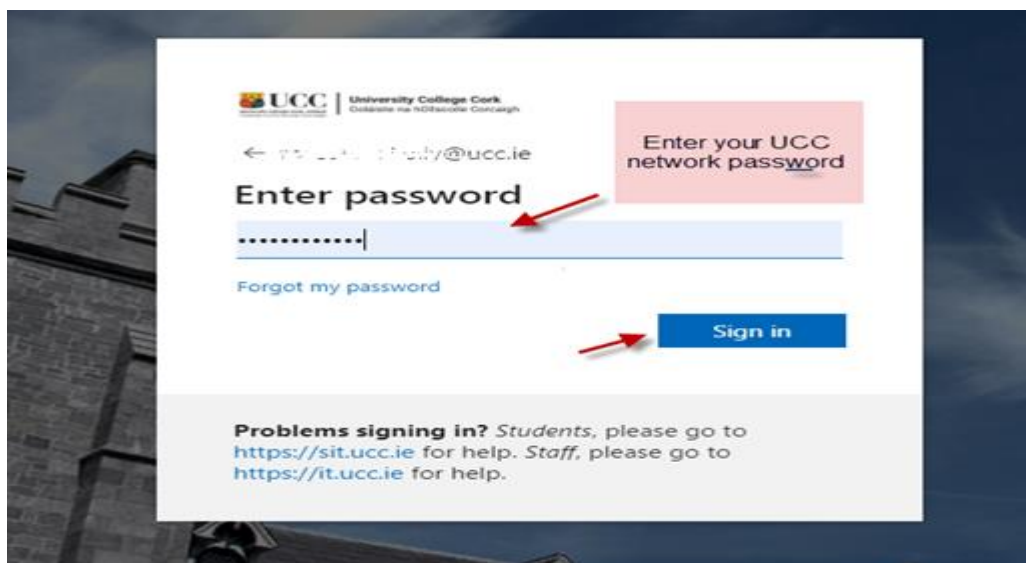 UCC University College Cork
Coláiste na hOllscoile Corcaigh
@ucc.ie
Enter your UCC
network password
Enter password
Forgot my password
Sign in
Problems signing in? Students, please go to
https://sit.ucc.ie for help. Staff, please go to
https://it.ucc.ie for help.